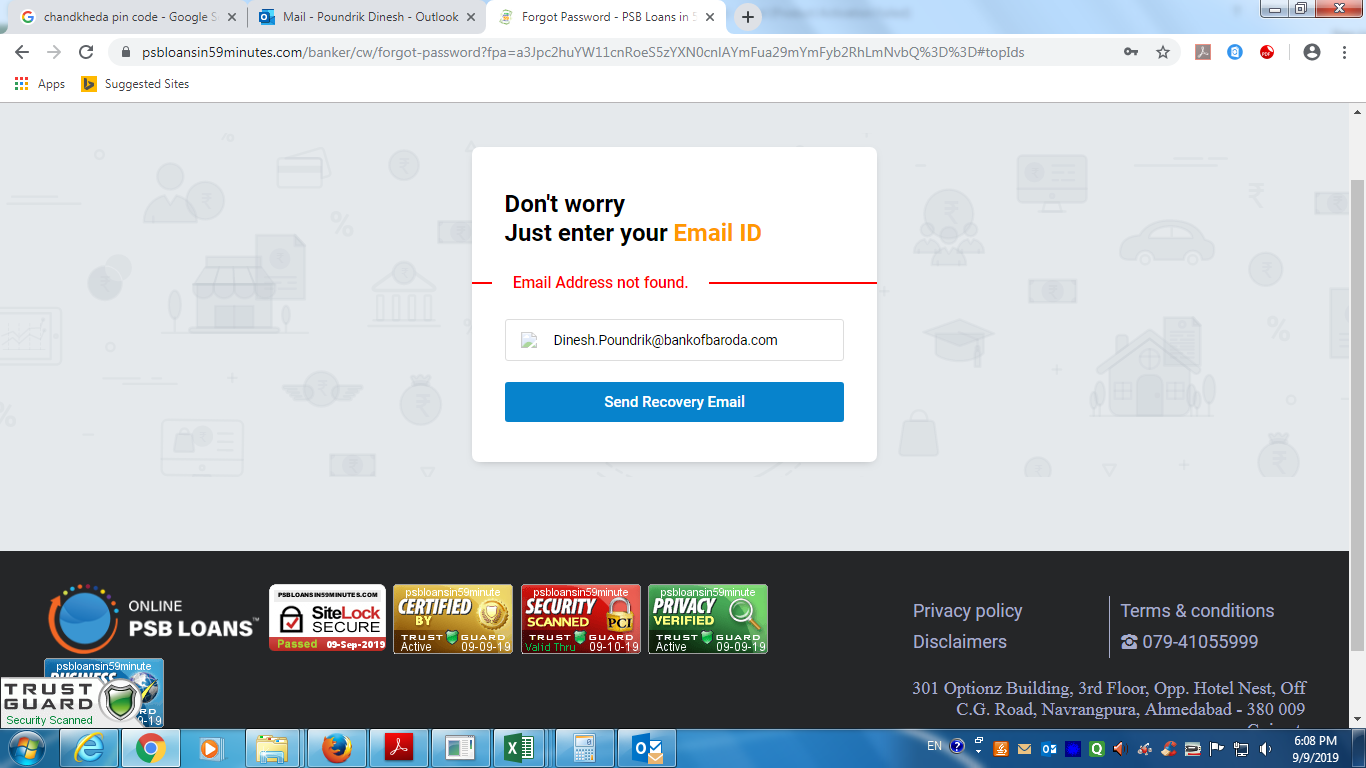 chandkheda pin code - Google S
Mail - Poundrik Dinesh - Outlook
Forgot Password - PSB Loans in 5
psbloansin59minutes.com/banker/cw/forgot-password?fpa=a3Jpc2huYW11cnRoeS5zYXN0cnlAYmFua29mYmFyb2RhLmNvbQ%3D%3D#topIds
Apps
Suggested Sites
Don't worry
Just enter your Email ID
Email Address not found.
Dinesh.Poundrik@bankofbaroda.com
Send Recovery Email
ONLINE
PSB LOANS™
PSBLOANSIN59MINUTES.COM
SiteLock
SECURE
Passed 09-Sep-2019
psbloansin59minute
CERTIFIED
BY
TRUST GUARD
Active 09-09-19
psbloansin59minute
SECURITY
SCANNED PCI
TRUST GUARD
Valid Thru 09-10-19
psbloansin59minute
PRIVACY
VERIFIED
TRUST GUARD
Active 09-09-19
Privacy policy
Terms & conditions
Disclaimers
079-41055999
psbloansin59minute
TRUST
GUARD
Security Scanned
301 Optionz Building, 3rd Floor, Opp. Hotel Nest, Off
C.G. Road, Navrangpura, Ahmedabad - 380 009
EN
6:08 PM
9/9/2019